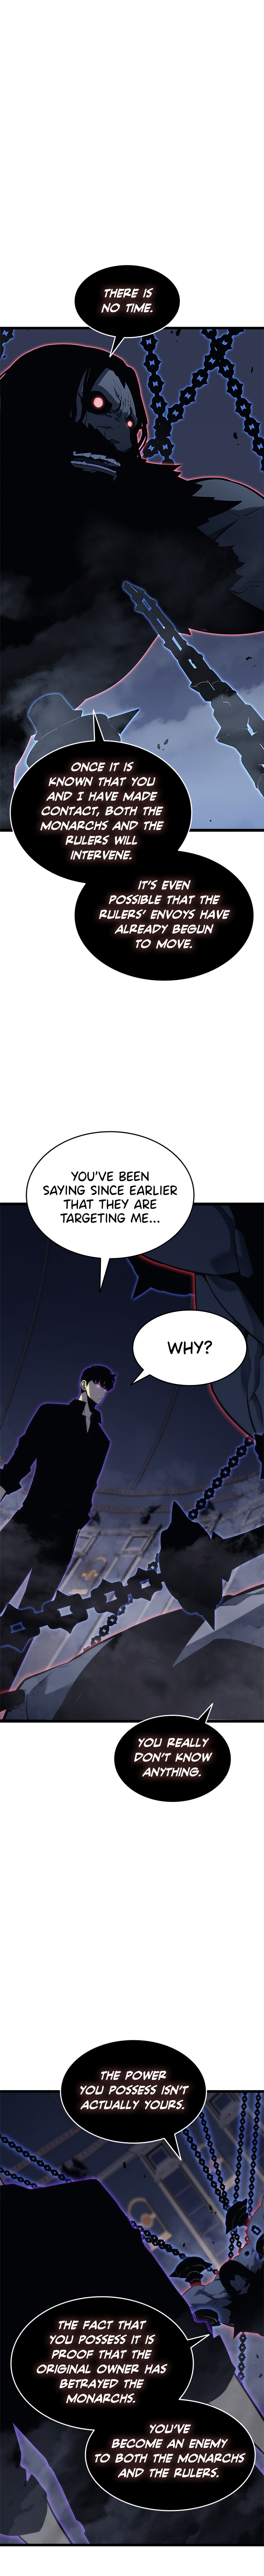 THERE IS
NO TIME.
ONCE IT IS
KNOWN THAT YOU
AND I HAVE MADE
CONTACT, BOTH THE
MONARCHS AND THE
RULERS WILL
INTERVENE.
IT'S EVEN
POSSIBLE THAT THE
RULERS' ENVOYS HAVE
ALREADY BEGUN
TO MOVE.
YOU'VE BEEN
SAYING SINCE EARLIER
THAT THEY ARE
TARGETING ME...
WHY?
YOU REALLY
DON'T KNOW
ANYTHING.
THE POWER
YOU POSSESS ISN'T
ACTUALLY YOURS.
THE FACT THAT
YOU POSSESS IT IS
PROOF THAT THE
ORIGINAL OWNER HAS
BETRAYED THE
MONARCHS.
YOU'VE
BECOME AN ENEMY
TO BOTH THE MONARCHS
AND THE RULERS.